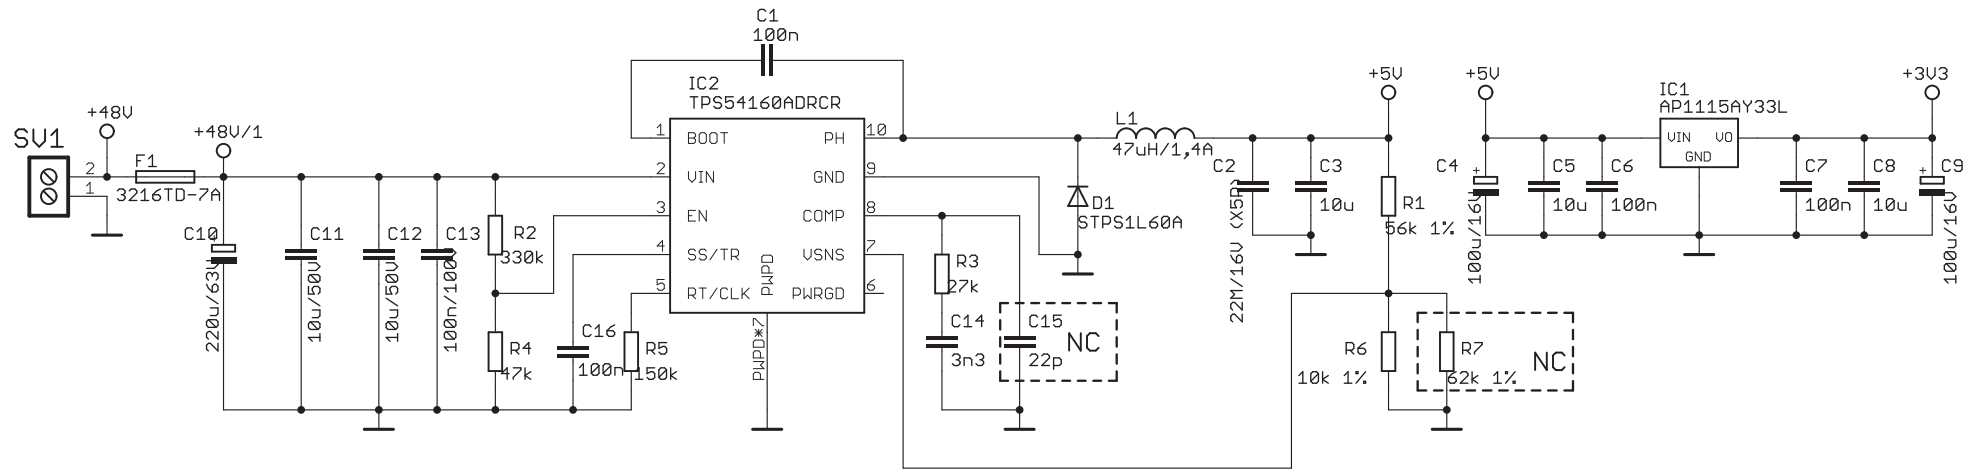 SV1
2
1
+48V
F1
3216TD-7A
+48V/1
C10
+
220u/63V
C11
10u/50V
C12
10u/50V
C13
100n/100V
R2
330k
R4
47k
C16
100n
R5
150k
C1
100n
IC2
TPS54160ADRCR
1
BOOT
2
VIN
3
EN
4
SS/TR
5
RT/CLK
PH
10
GND
9
COMP
8
VSNS
7
PWRGD
6
PWPD
PWPD*7
R3
27k
C14
3n3
C15
22p
NC
D1
STPS1L60A
L1
47uH/1,4A
C2
22M/16V (X5R)
C3
10u
+5V
R1
56k 1%
R6
10k 1%
R7
62k 1%
NC
+5V
C4
+
100u/16V
C5
10u
C6
100n
IC1
AP1115AY33L
VIN
VO
GND
C7
100n
C8
10u
+3V3
C9
+
100u/16V